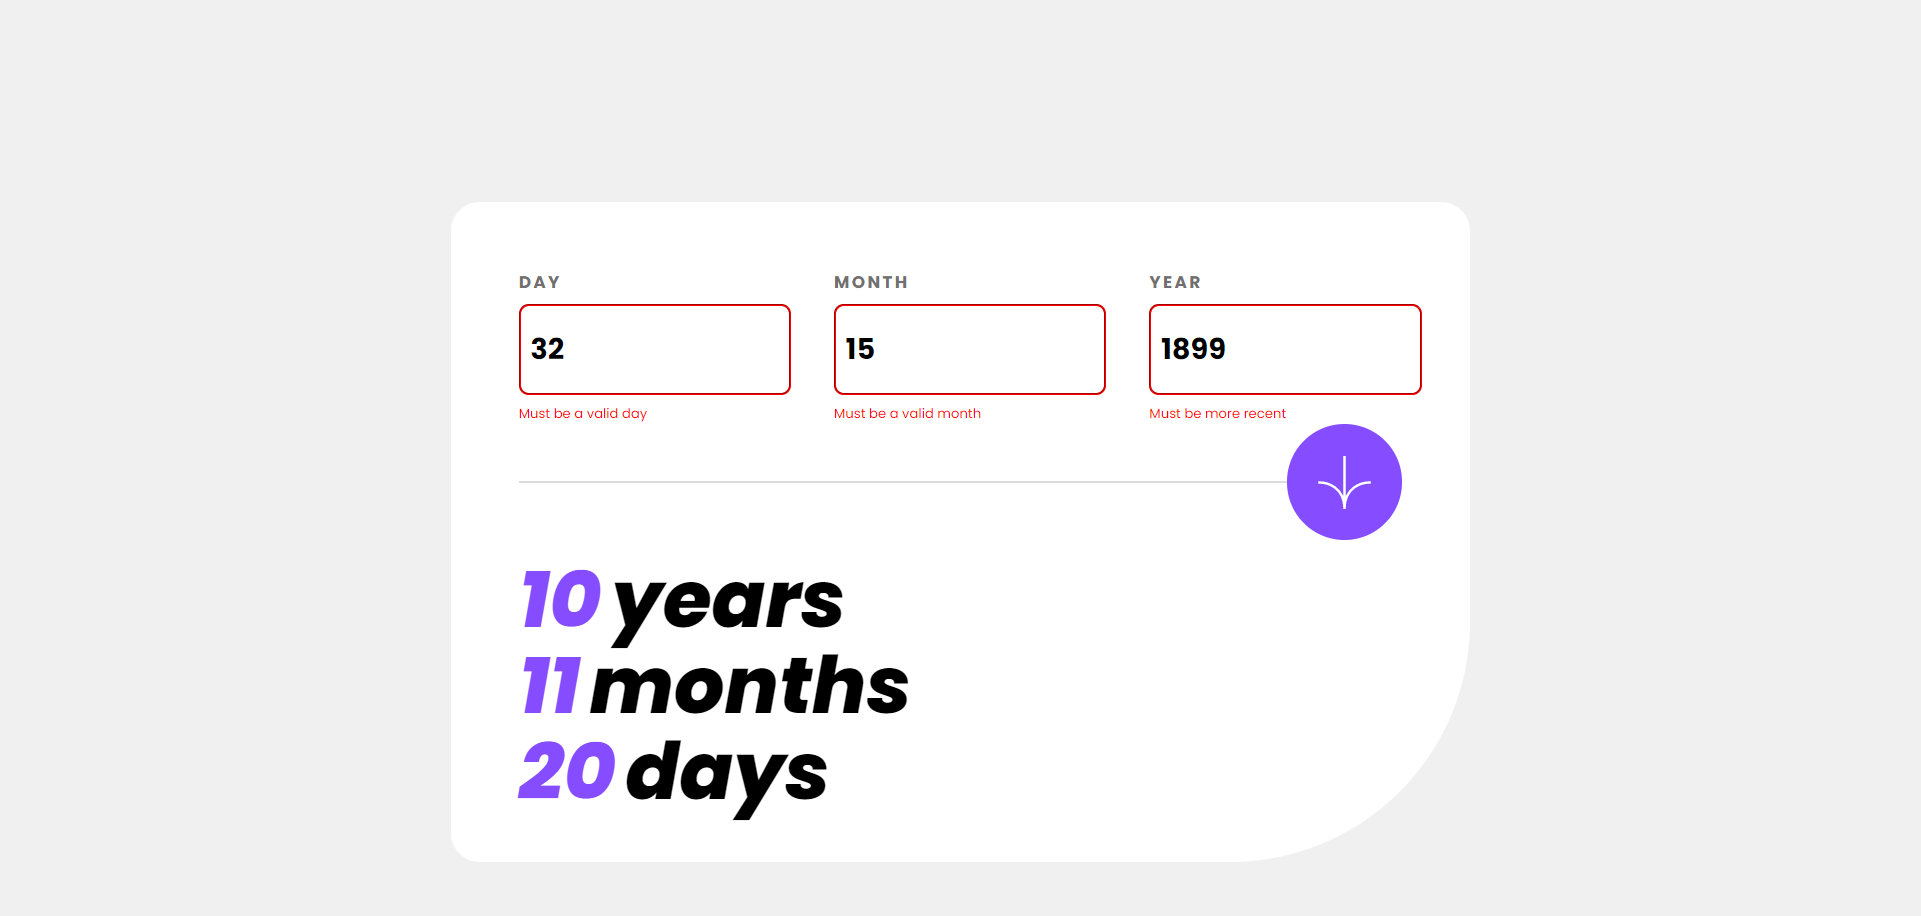 DAY MONTH YEAR
32 15 1899
Must be a valid day Must be a valid month Must be more recent
10 years
11 months
20 days